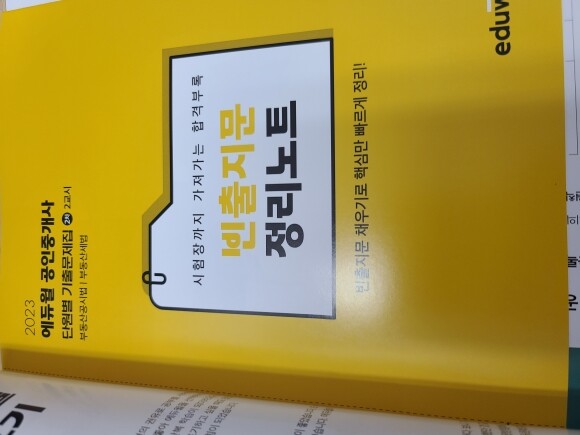 2023
에듀윌 공인중개사
단원별 기출문제집 2차 2교시
부동산공시법 | 부동산세법
eduw
시험장까지 가져가는 합격부록
빈출지문
정리노트
빈출지문 채우기로 핵심만 빠르게 정리!